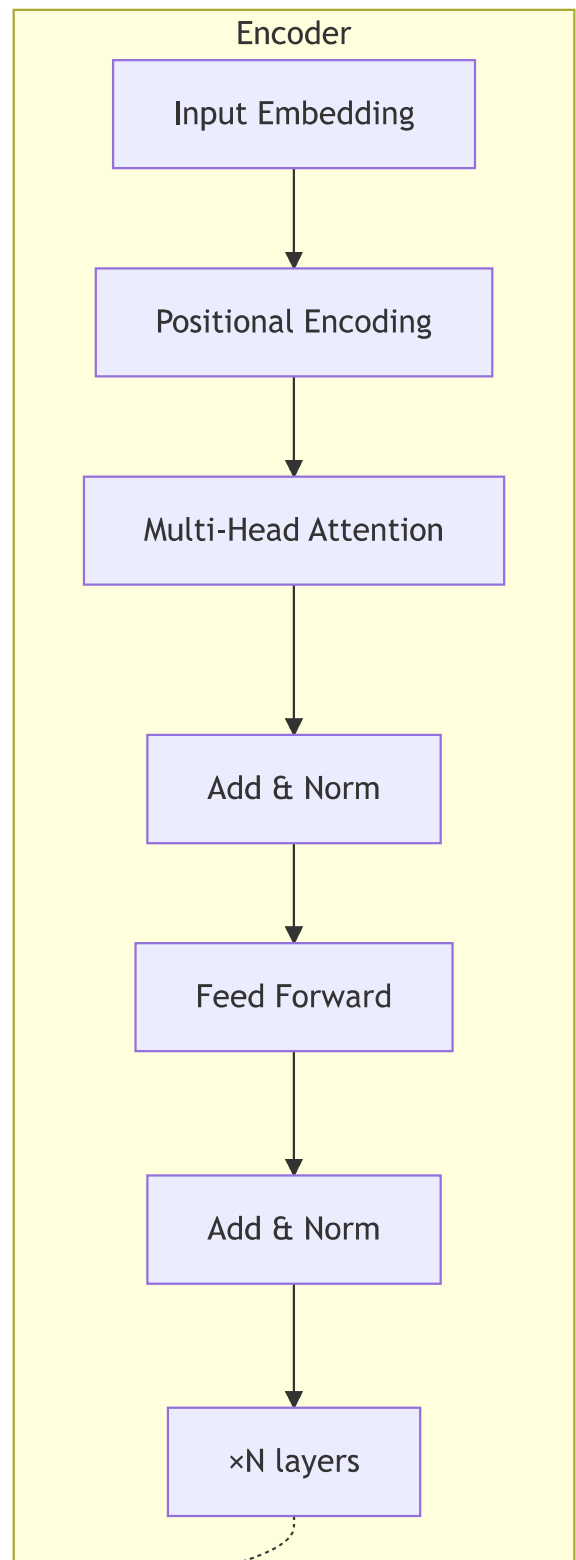 Encoder
Input Embedding
Positional Encoding
Multi-Head Attention
Add & Norm
Feed Forward
Add & Norm
×N layers